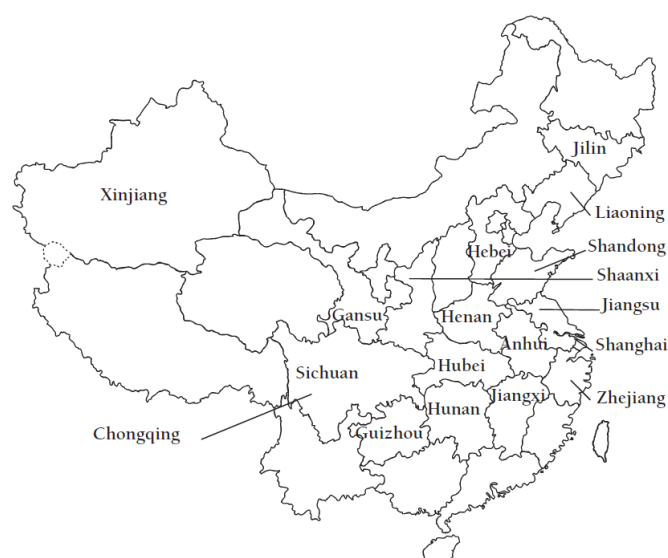 Jilin
Xinjiang
Liaoning
Hebei
Shandong
Shaanxi
Jiangsu
Gansu
Henan
Anhui
Shanghai
Hubei
Sichuan
Jiangxi
Zhejiang
Hunan
Chongqing
Guizhou